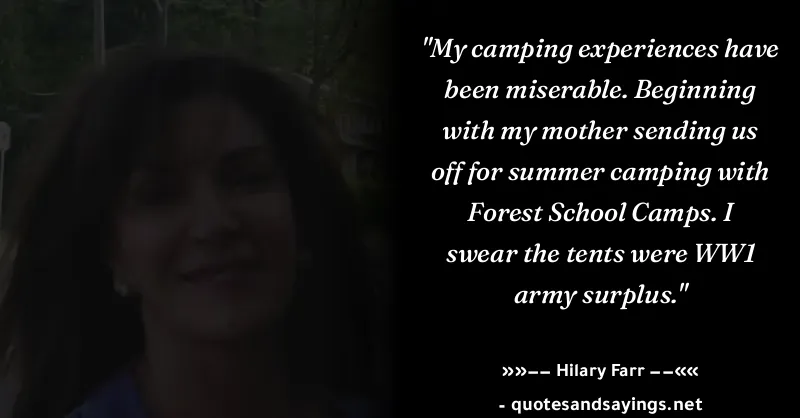 "My camping experiences have
been miserable. Beginning
with my mother sending us
off for summer camping with
Forest School Camps. I
swear the tents were WW1
army surplus."
»»−− Hilary Farr −−««
- quotesandsayings.net